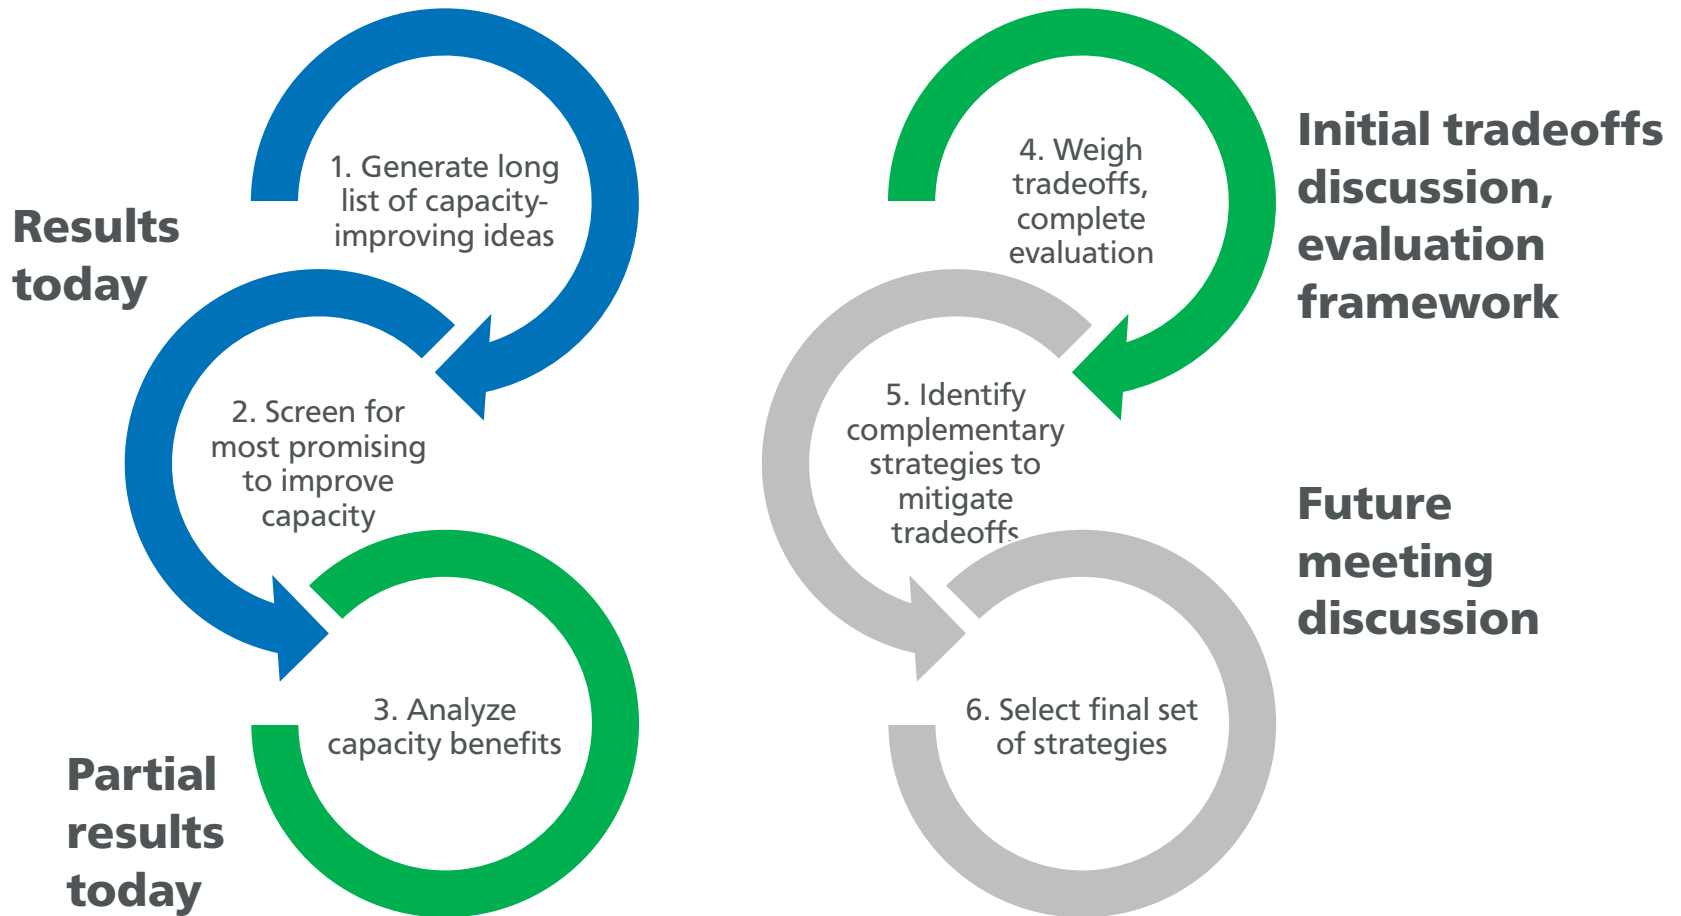 Results
today
1. Generate long
list of capacity-
improving ideas
2. Screen for
most promising
to improve
capacity
Partial
results
today
3. Analyze
capacity benefits
4. Weigh
tradeoffs,
complete
evaluation
Initial tradeoffs
discussion,
evaluation
framework
5. Identify
complementary
strategies to
mitigate
tradeoffs
Future
meeting
discussion
6. Select final set
of strategies